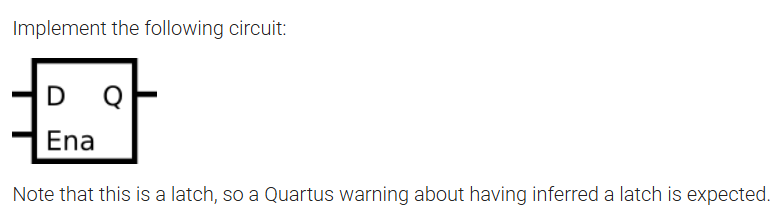 Implement the following circuit:
D Q
Ena
Note that this is a latch, so a Quartus warning about having inferred a latch is expected.